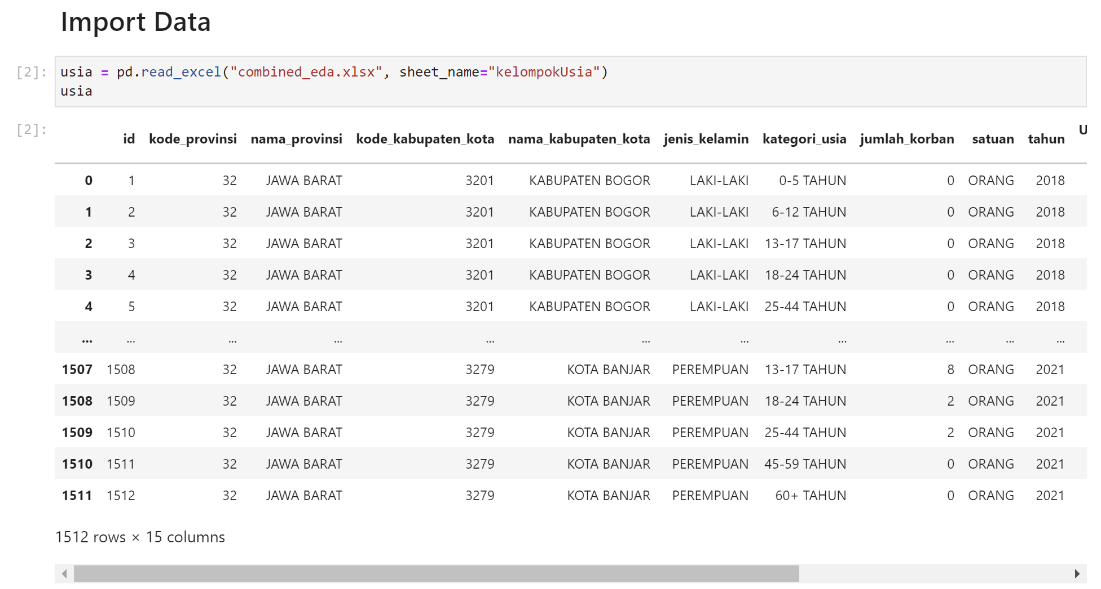 Import Data
[2]: usia = pd.read_excel("combined_eda.xlsx", sheet_name="kelompokUsia")
usia
[2]:
id kode_provinsi nama_provinsi kode_kabupaten_kota nama_kabupaten_kota jenis_kelamin kategori_usia jumlah_korban satuan tahun U
0 1 32 JAWA BARAT 3201 KABUPATEN BOGOR LAKI-LAKI 0-5 TAHUN 0 ORANG 2018
1 2 32 JAWA BARAT 3201 KABUPATEN BOGOR LAKI-LAKI 6-12 TAHUN 0 ORANG 2018
2 3 32 JAWA BARAT 3201 KABUPATEN BOGOR LAKI-LAKI 13-17 TAHUN 0 ORANG 2018
3 4 32 JAWA BARAT 3201 KABUPATEN BOGOR LAKI-LAKI 18-24 TAHUN 0 ORANG 2018
4 5 32 JAWA BARAT 3201 KABUPATEN BOGOR LAKI-LAKI 25-44 TAHUN 0 ORANG 2018
... ... ... ... ... ... ... ... ... ... ...
1507 1508 32 JAWA BARAT 3279 KOTA BANJAR PEREMPUAN 13-17 TAHUN 8 ORANG 2021
1508 1509 32 JAWA BARAT 3279 KOTA BANJAR PEREMPUAN 18-24 TAHUN 2 ORANG 2021
1509 1510 32 JAWA BARAT 3279 KOTA BANJAR PEREMPUAN 25-44 TAHUN 2 ORANG 2021
1510 1511 32 JAWA BARAT 3279 KOTA BANJAR PEREMPUAN 45-59 TAHUN 0 ORANG 2021
1511 1512 32 JAWA BARAT 3279 KOTA BANJAR PEREMPUAN 60+ TAHUN 0 ORANG 2021
1512 rows × 15 columns